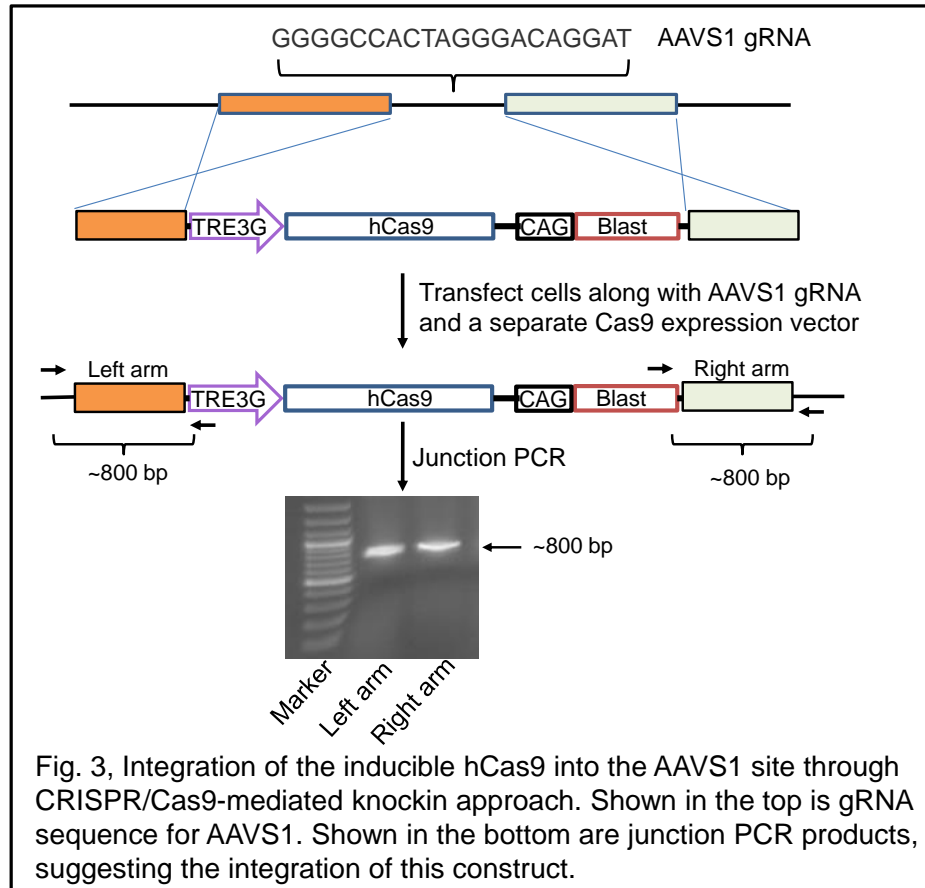 GGGGCCACTAGGGACAGGAT AAVS1 gRNA
TRE3G hCas9 CAG Blast
Transfect cells along with AAVS1 gRNA
and a separate Cas9 expression vector
Left arm Right arm
TRE3G hCas9 CAG Blast
~800 bp ~800 bp
Junction PCR
~800 bp
Marker
Left arm
Right arm
Fig. 3, Integration of the inducible hCas9 into the AAVS1 site through
CRISPR/Cas9-mediated knockin approach. Shown in the top is gRNA
sequence for AAVS1. Shown in the bottom are junction PCR products,
suggesting the integration of this construct.